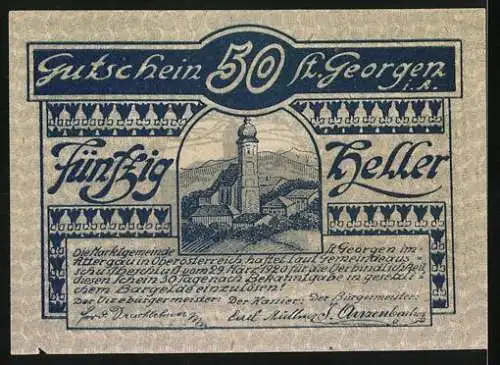 Gutschein 50 St. Georgen
i. A.
Fünfzig Heller
Die Marktgemeinde St. Georgen im
Attergau in Oberösterreich, haftet laut Gemeindeaus=
schußbeschluß vom 29. März 1920 für die Verbindlichkeit,
diesen Schein 30 Tage nach Bekanntgabe in gesetzli=
chem Bargelde einzulösen!
Der Vizebürgermeister: Der Kassier: Der Bürgermeister: